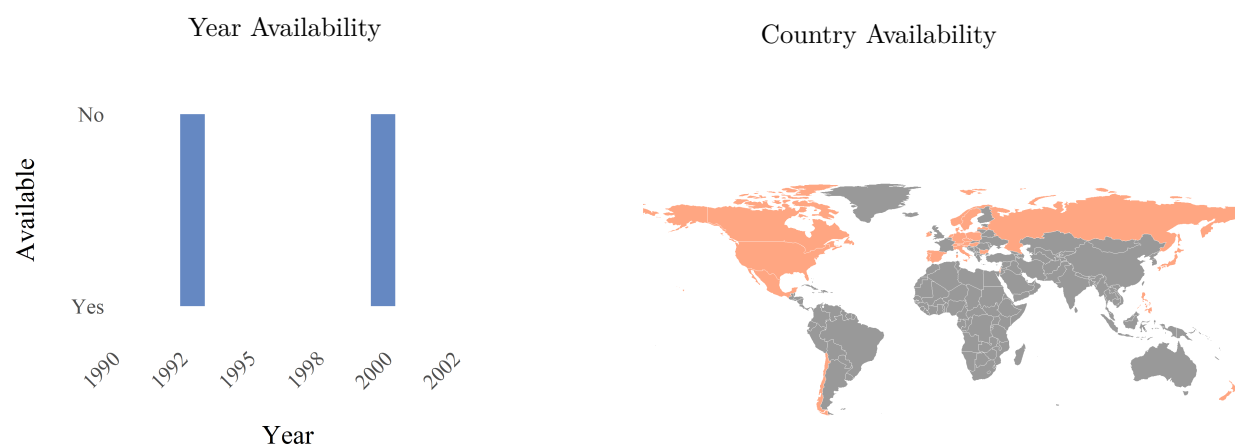 Year Availability
Available
No
Yes
1990
1992
1995
1998
2000
2002
Year
Country Availability